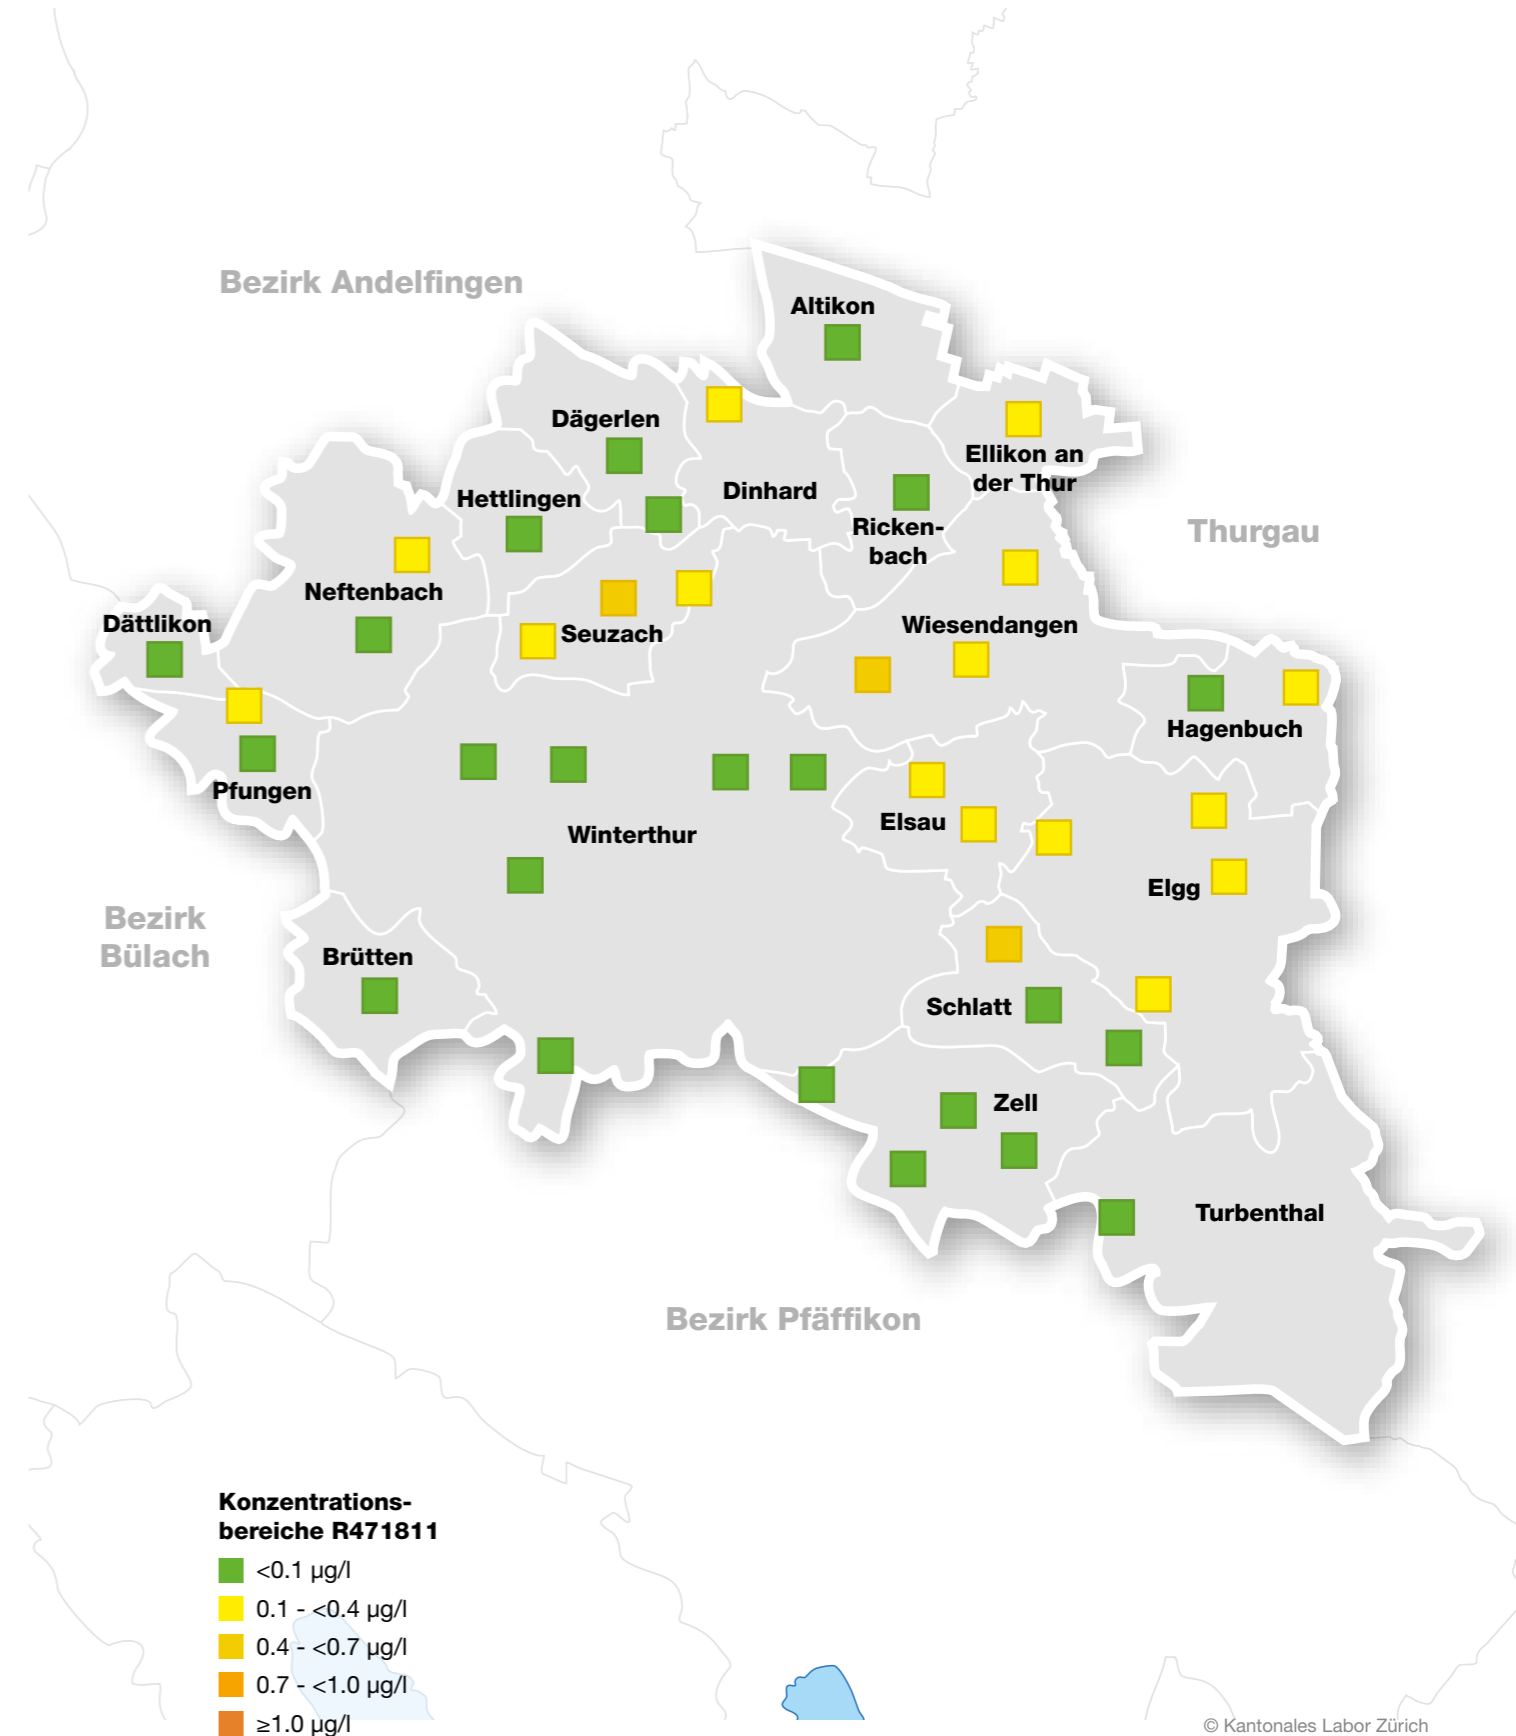 Bezirk Andelfingen
Altikon
Dägerlen
Ellikon an
der Thur
Hettlingen
Dinhard
Ricken-
bach
Thurgau
Neftenbach
Dättlikon
Seuzach
Wiesendangen
Hagenbuch
Pfungen
Elsau
Winterthur
Elgg
Bezirk
Bülach
Brütten
Schlatt
Zell
Turbenthal
Bezirk Pfäffikon
Konzentrations-
bereiche R471811
<0.1 µg/l
0.1 - <0.4 µg/l
0.4 - <0.7 µg/l
0.7 - <1.0 µg/l
≥1.0 µg/l
© Kantonales Labor Zürich